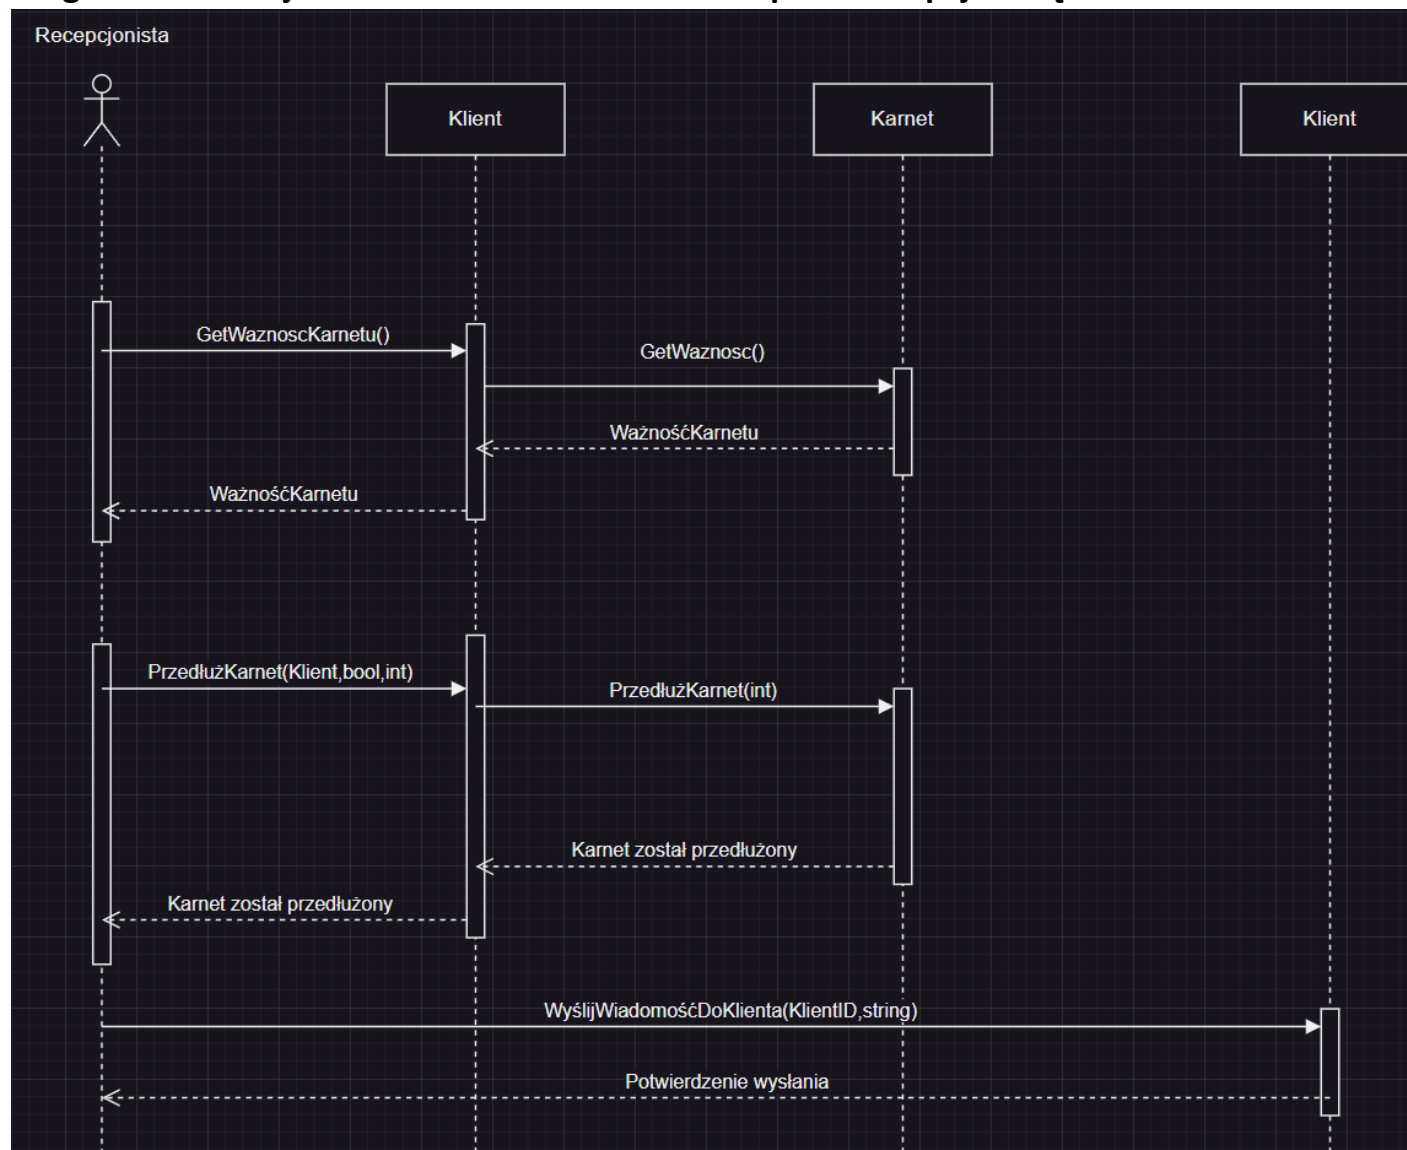 Recepcjonista
Klient
Karnet
Klient
GetWaznoscKarnetu()
GetWaznosc()
WażnośćKarnetu
WażnośćKarnetu
PrzedłużKarnet(Klient,bool,int)
PrzedłużKarnet(int)
Karnet został przedłużony
Karnet został przedłużony
WyślijWiadomośćDoKlienta(KlientID,string)
Potwierdzenie wysłania